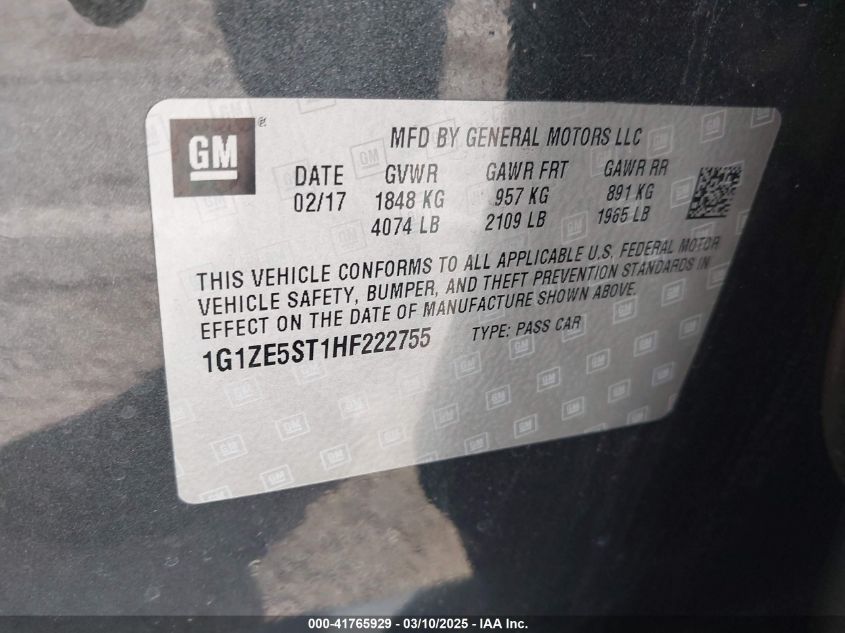 GM ®
MFD BY GENERAL MOTORS LLC
DATE GVWR GAWR FRT GAWR RR
02/17 1848 KG 957 KG 891 KG
4074 LB 2109 LB 1965 LB
THIS VEHICLE CONFORMS TO ALL APPLICABLE U.S. FEDERAL MOTOR
VEHICLE SAFETY, BUMPER, AND THEFT PREVENTION STANDARDS IN
EFFECT ON THE DATE OF MANUFACTURE SHOWN ABOVE.
1G1ZE5ST1HF222755 TYPE: PASS CAR
000-41765929 — 03/10/2025 — IAA Inc.